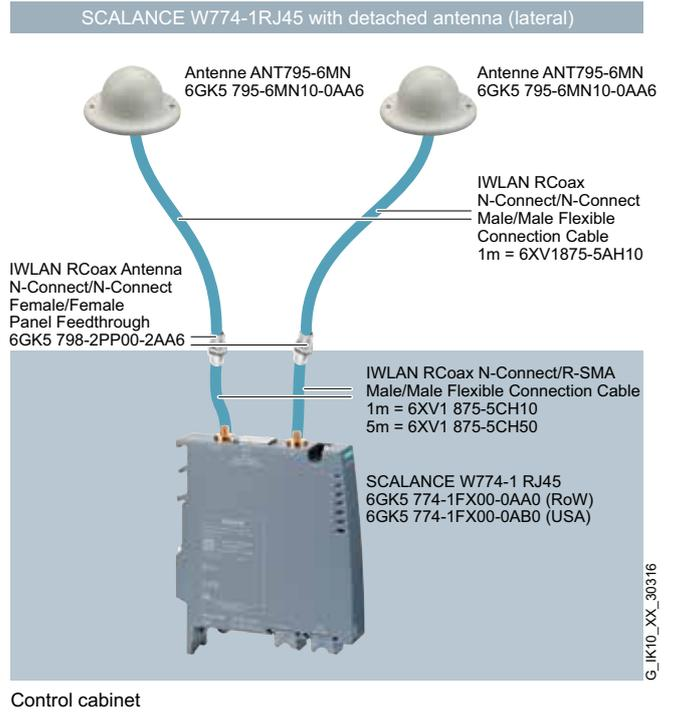 SCALANCE W774-1RJ45 with detached antenna (lateral)
Antenne ANT795-6MN
6GK5 795-6MN10-0AA6
Antenne ANT795-6MN
6GK5 795-6MN10-0AA6
IWLAN RCoax
N-Connect/N-Connect
Male/Male Flexible
Connection Cable
1m = 6XV1875-5AH10
IWLAN RCoax Antenna
N-Connect/N-Connect
Female/Female
Panel Feedthrough
6GK5 798-2PP00-2AA6
IWLAN RCoax N-Connect/R-SMA
Male/Male Flexible Connection Cable
1m = 6XV1 875-5CH10
5m = 6XV1 875-5CH50
SCALANCE W774-1 RJ45
6GK5 774-1FX00-0AA0 (RoW)
6GK5 774-1FX00-0AB0 (USA)
G_IK10_XX_30316
Control cabinet